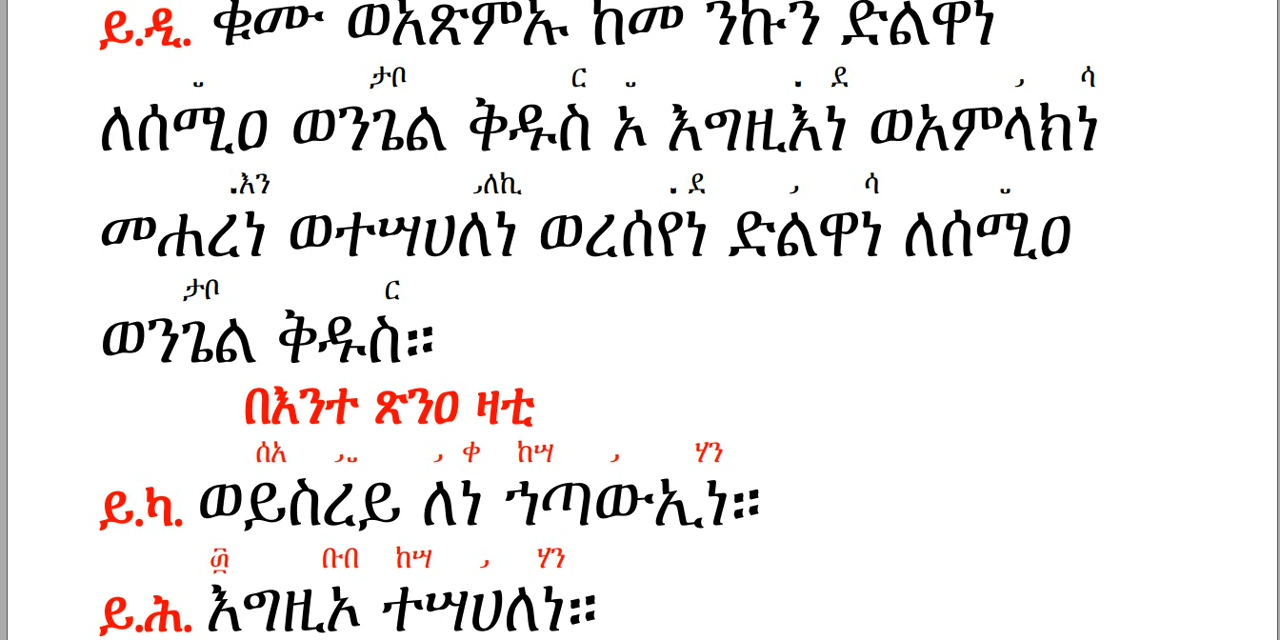 ይ.ዲ. ቁሙ ወአጽምኡ ከመ ንኩን ድልዋነ
ታቦ ር ደ ሳ
ለሰሚዐ ወንጌል ቅዱስ ኦ እግዚእነ ወአምላክነ
እን ለኪ ደ ሳ
መሐረነ ወተሣሀለነ ወረሰየነ ድልዋነ ለሰሚዐ
ታቦ ር
ወንጌል ቅዱስ።
በእንተ ጽንዐ ዛቲ
ሰአ ቀ ከሣ ሃን
ይ.ካ. ወይስረይ ለነ ኀጣውኢነ።
፴ ቡበ ከሣ ሃን
ይ.ሕ. እግዚኦ ተሣሀለነ።